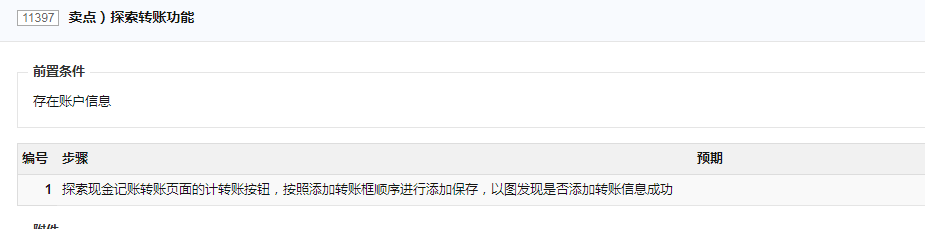 11397 卖点）探索转账功能
前置条件
存在账户信息
编号 步骤 预期
1 探索现金记账转账页面的计转账按钮，按照添加转账框顺序进行添加保存，以图发现是否添加转账信息成功
附件